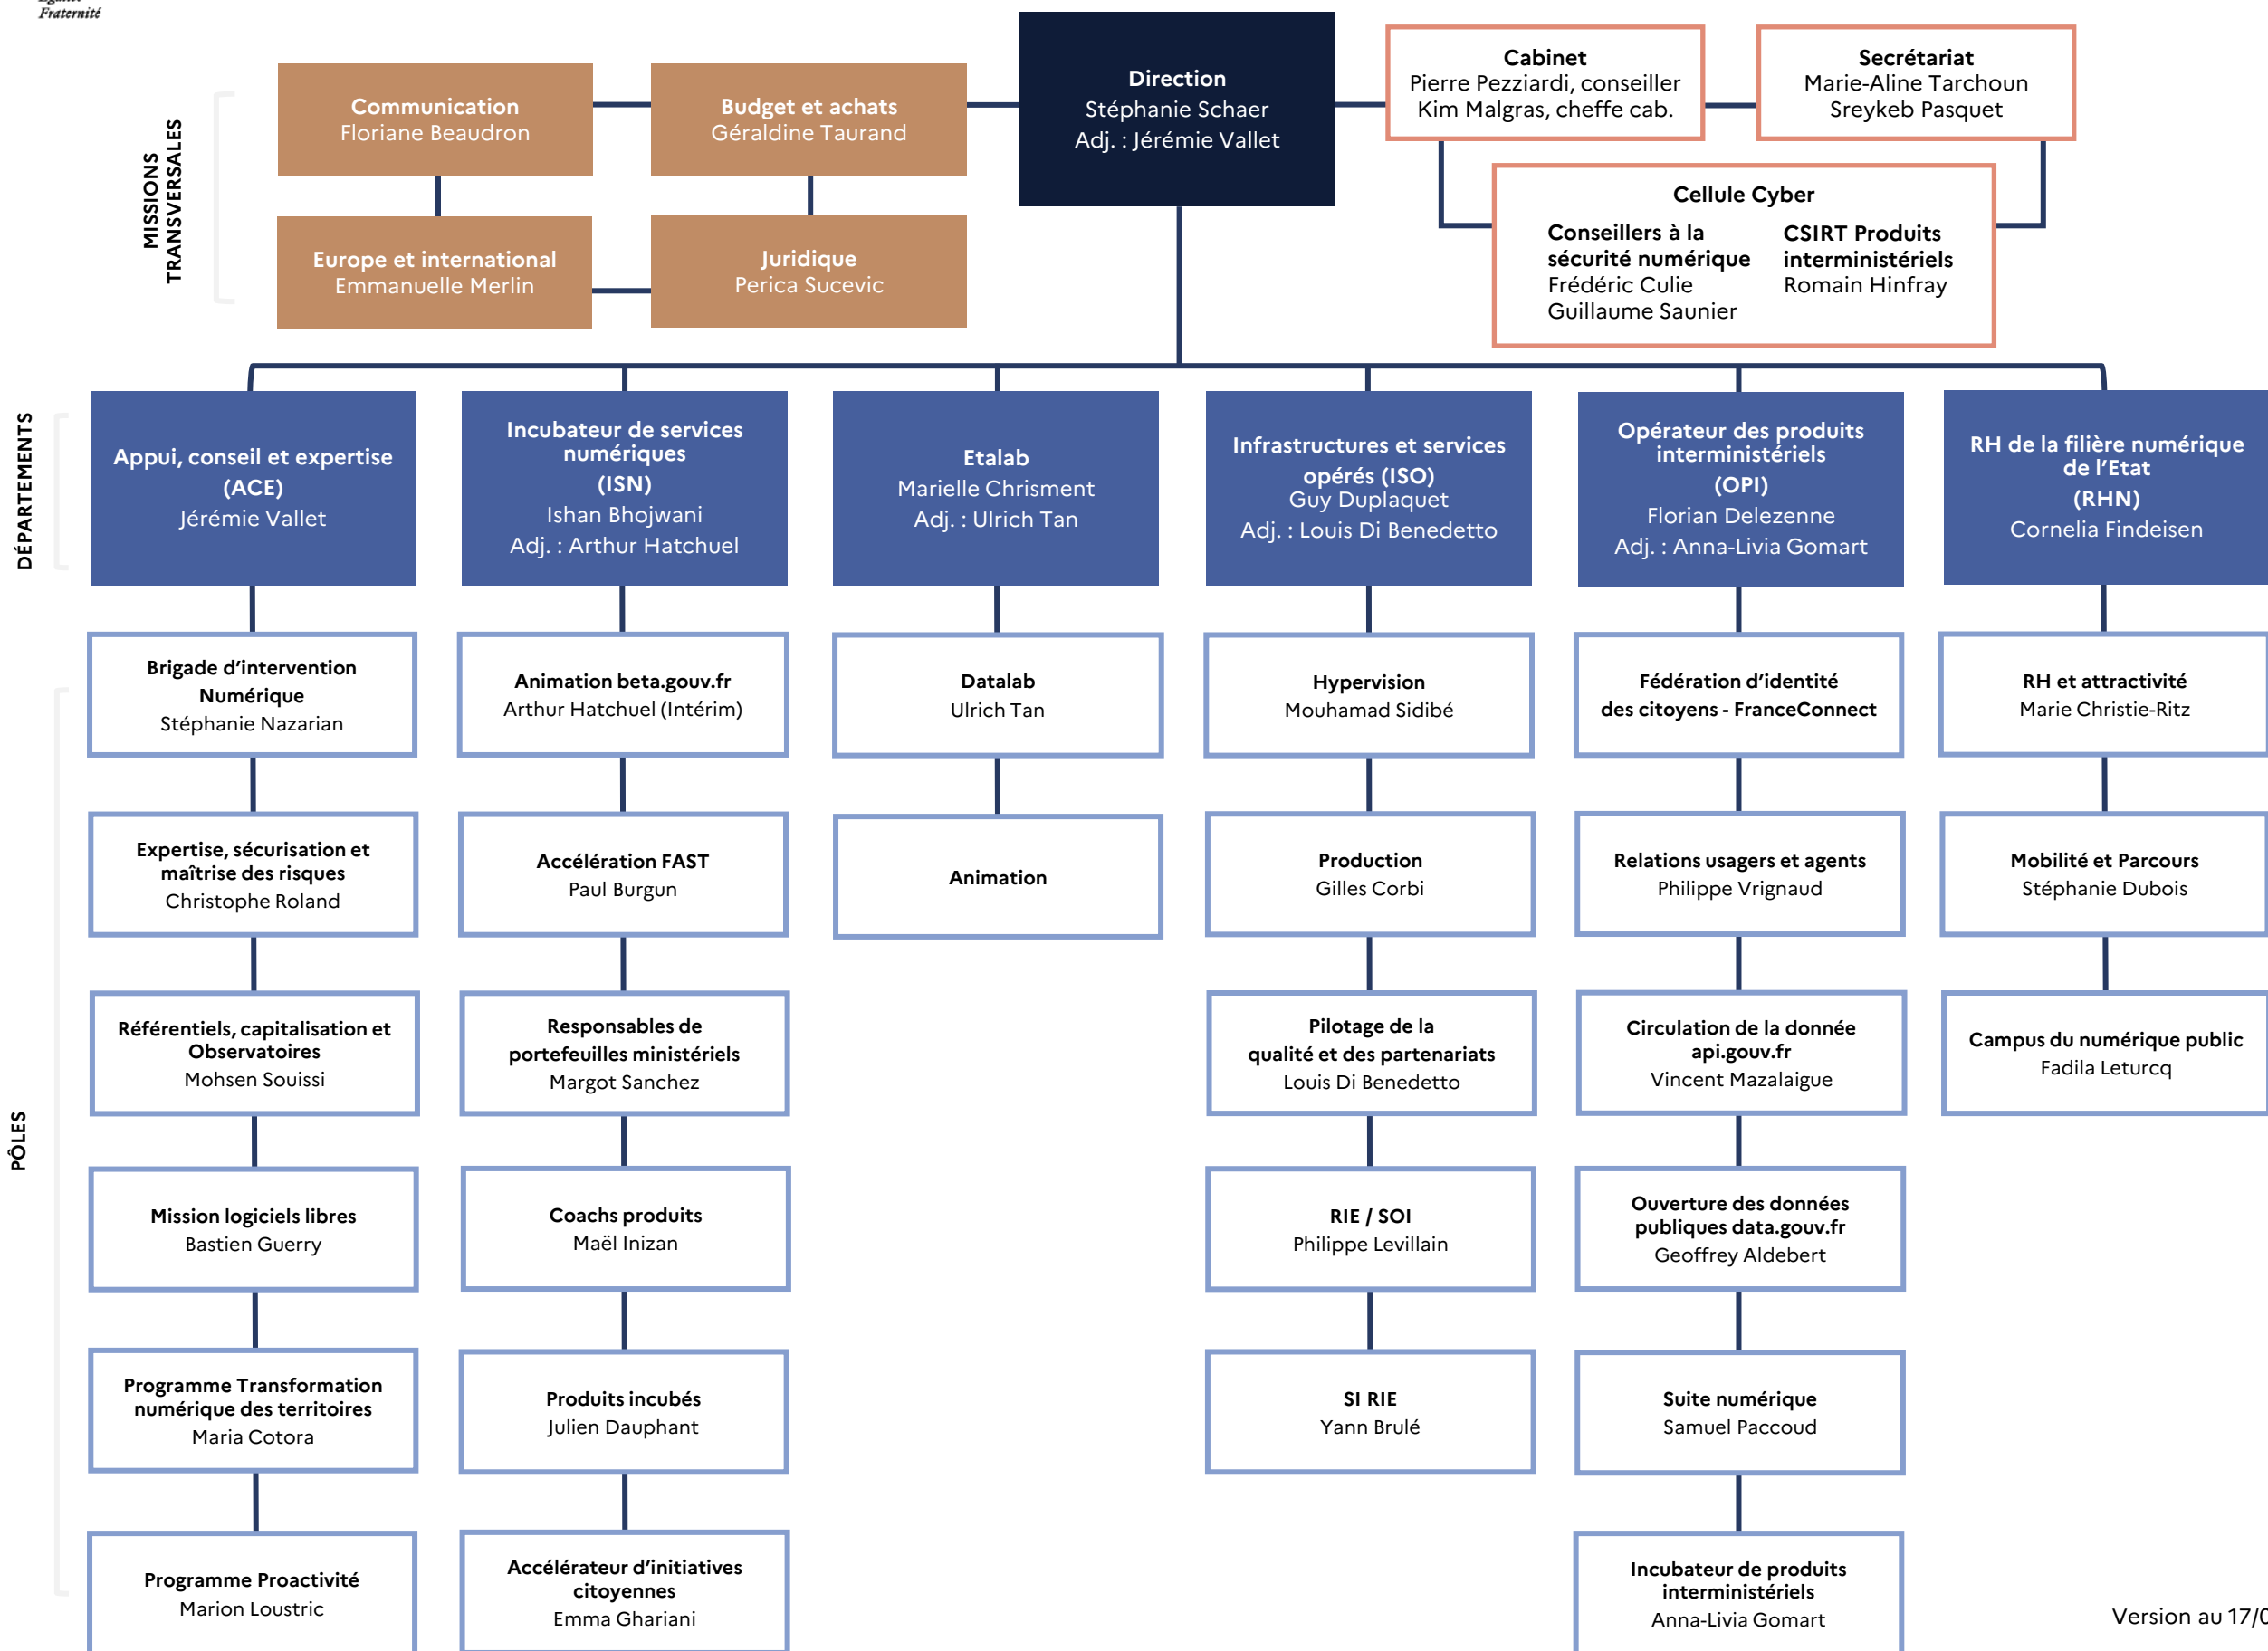 Fraternité
MISSIONS
TRANSVERSALES
Communication
Floriane Beaudron
Budget et achats
Géraldine Taurand
Europe et international
Emmanuelle Merlin
Juridique
Perica Sucevic
Direction
Stéphanie Schaer
Adj. : Jérémie Vallet
Cabinet
Pierre Pezziardi, conseiller
Kim Malgras, cheffe cab.
Secrétariat
Marie-Aline Tarchoun
Sreykeb Pasquet
Cellule Cyber
Conseillers à la
sécurité numérique
Frédéric Culie
Guillaume Saunier
CSIRT Produits
interministériels
Romain Hinfray
DÉPARTEMENTS
Appui, conseil et expertise
(ACE)
Jérémie Vallet
Incubateur de services
numériques
(ISN)
Ishan Bhojwani
Adj. : Arthur Hatchuel
Etalab
Marielle Chrisment
Adj. : Ulrich Tan
Infrastructures et services
opérés (ISO)
Guy Duplaquet
Adj. : Louis Di Benedetto
Opérateur des produits
interministériels
(OPI)
Florian Delezenne
Adj. : Anna-Livia Gomart
RH de la filière numérique
de l’Etat
(RHN)
Cornelia Findeisen
PÔLES
Brigade d’intervention
Numérique
Stéphanie Nazarian
Expertise, sécurisation et
maîtrise des risques
Christophe Roland
Référentiels, capitalisation et
Observatoires
Mohsen Souissi
Mission logiciels libres
Bastien Guerry
Programme Transformation
numérique des territoires
Maria Cotora
Programme Proactivité
Marion Loustric
Animation beta.gouv.fr
Arthur Hatchuel (Intérim)
Accélération FAST
Paul Burgun
Responsables de
portefeuilles ministériels
Margot Sanchez
Coachs produits
Maël Inizan
Produits incubés
Julien Dauphant
Accélérateur d’initiatives
citoyennes
Emma Ghariani
Datalab
Ulrich Tan
Animation
Hypervision
Mouhamad Sidibé
Production
Gilles Corbi
Pilotage de la
qualité et des partenariats
Louis Di Benedetto
RIE / SOI
Philippe Levillain
SI RIE
Yann Brulé
Fédération d’identité
des citoyens - FranceConnect
Relations usagers et agents
Philippe Vrignaud
Circulation de la donnée
api.gouv.fr
Vincent Mazalaigue
Ouverture des données
publiques data.gouv.fr
Geoffrey Aldebert
Suite numérique
Samuel Paccoud
Incubateur de produits
interministériels
Anna-Livia Gomart
RH et attractivité
Marie Christie-Ritz
Mobilité et Parcours
Stéphanie Dubois
Campus du numérique public
Fadila Leturcq
Version au 17/0